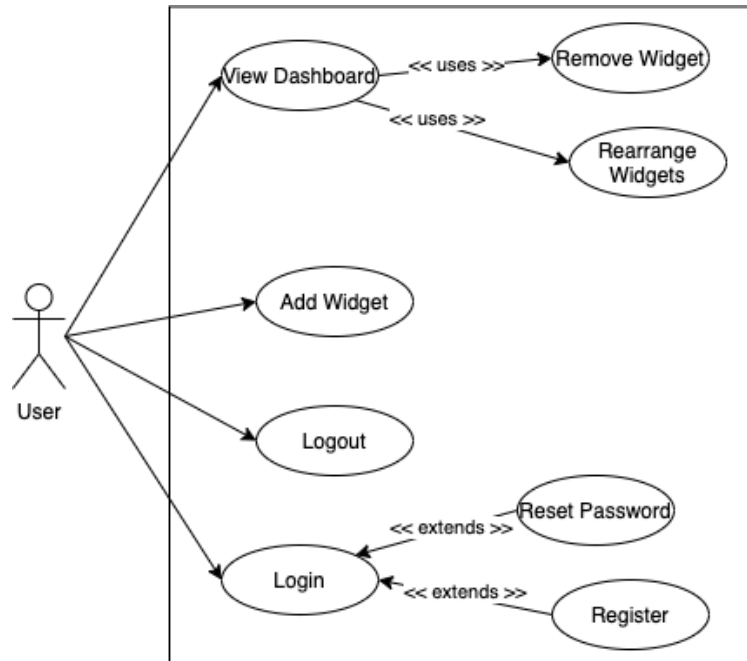 View Dashboard
<< uses >>
Remove Widget
<< uses >>
Rearrange
Widgets
Add Widget
User
Logout
Reset Password
<< extends >>
Login
<< extends >>
Register